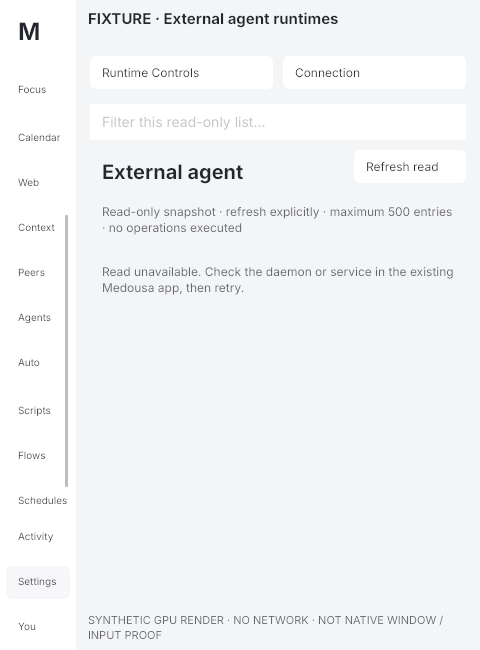 M
FIXTURE · External agent runtimes
Focus
Calendar
Web
Context
Peers
Agents
Auto
Scripts
Flows
Schedules
Activity
Settings
You
Runtime Controls
Connection
Filter this read-only list...
External agent
Refresh read
Read-only snapshot · refresh explicitly · maximum 500 entries
· no operations executed
Read unavailable. Check the daemon or service in the existing
Medousa app, then retry.
SYNTHETIC GPU RENDER · NO NETWORK · NOT NATIVE WINDOW /
INPUT PROOF